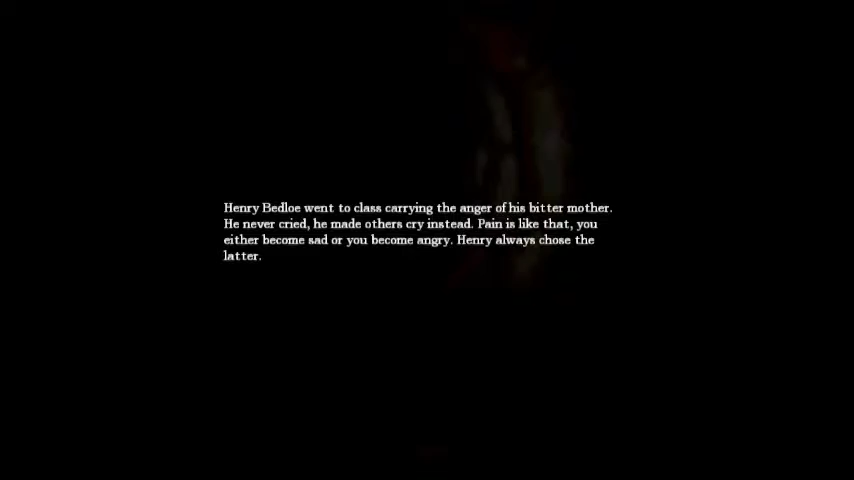 Henry Bedloe went to class carrying the anger of his bitter mother.
He never cried, he made others cry instead. Pain is like that, you
either become sad or you become angry. Henry always chose the
latter.